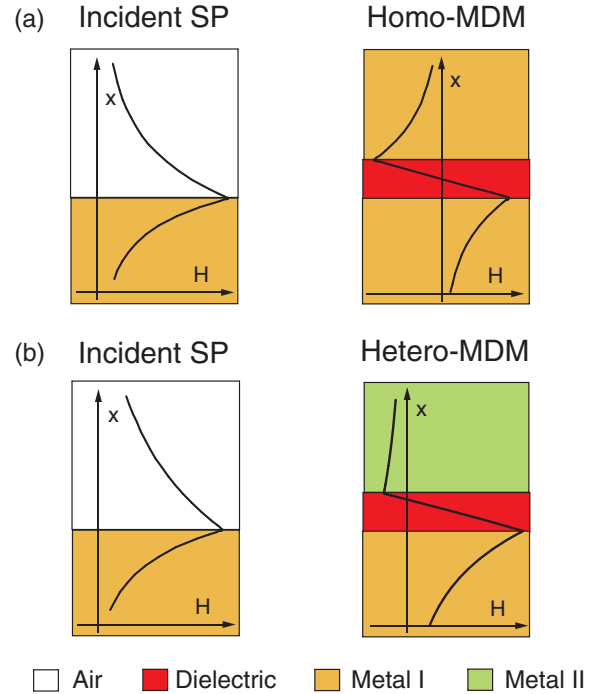 (a) Incident SP Homo-MDM
x x
H H
(b) Incident SP Hetero-MDM
x x
H H
Air Dielectric Metal I Metal II